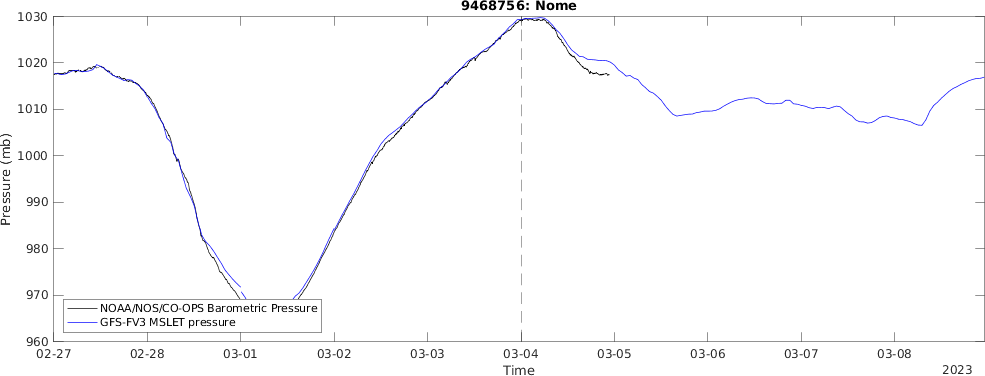 9468756: Nome
1030
1020
1010
1000
990
980
970
960
Pressure (mb)
NOAA/NOS/CO-OPS Barometric Pressure
GFS-FV3 MSLET pressure
02-27 02-28 03-01 03-02 03-03 03-04 03-05 03-06 03-07 03-08
Time
2023